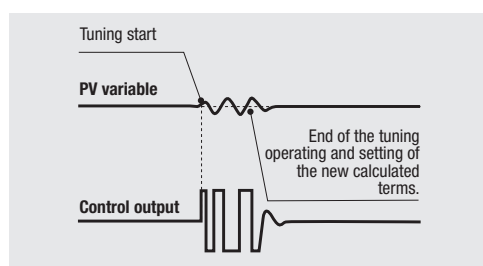 Tuning start
PV variable
End of the tuning
operating and setting of
the new calculated
terms.
Control output